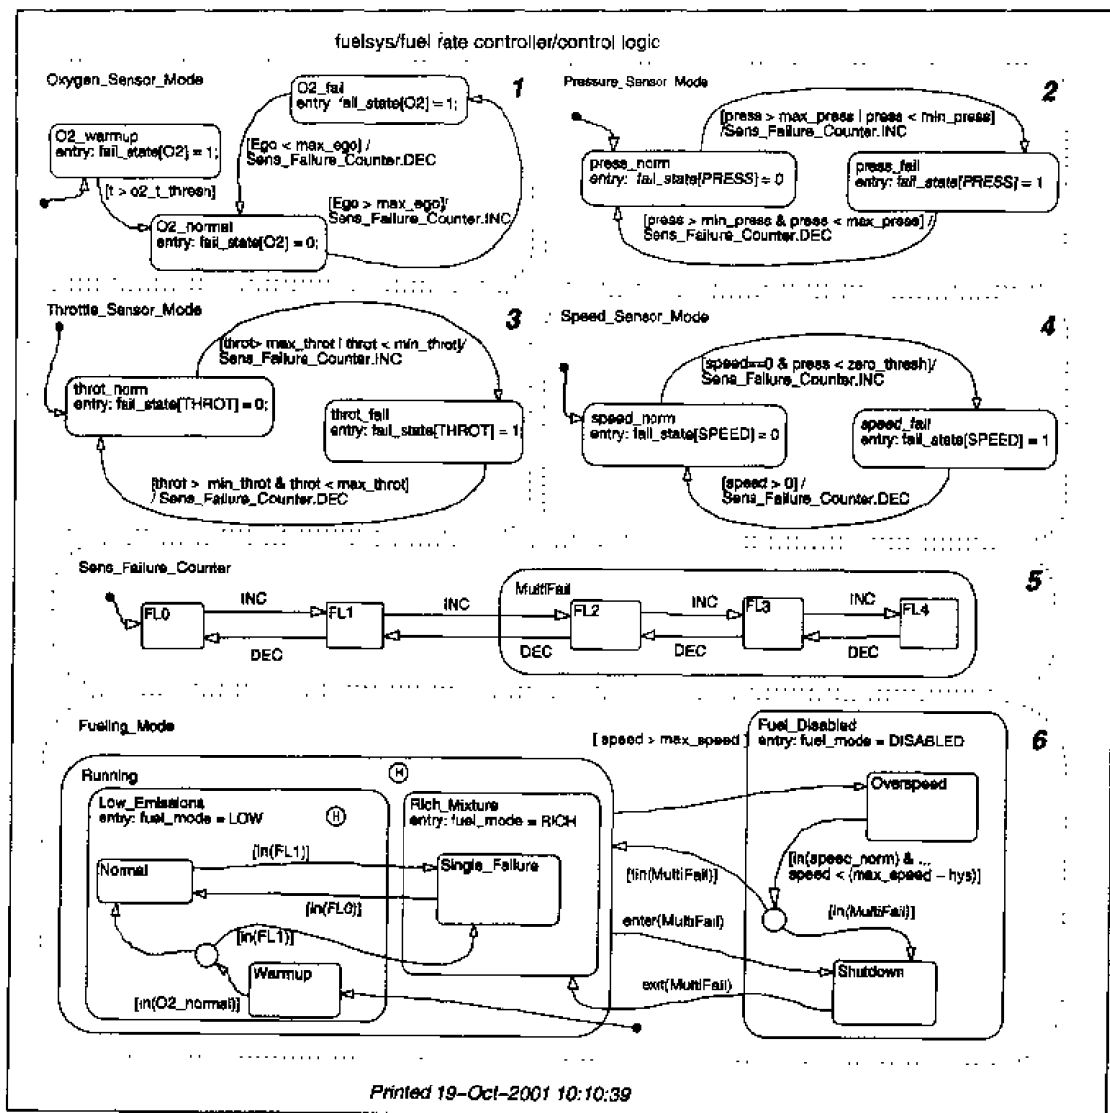 fuelsys/fuel rate controller/control logic
Oxygen_Sensor_Mode
1
O2_fail
entry: fail_state[O2] = 1;
O2_warmup
entry: fail_state[O2] = 1;
[Ego < max_ego] /
Sens_Failure_Counter.DEC
[t > o2_t_thresh]
[Ego > max_ego]/
Sens_Failure_Counter.INC
O2_normal
entry: fail_state[O2] = 0;
Pressure_Sensor_Mode
2
[press > max_press | press < min_press]
/Sens_Failure_Counter.INC
press_norm
entry: fail_state[PRESS] = 0
press_fail
entry: fail_state[PRESS] = 1
[press > min_press & press < max_press] /
Sens_Failure_Counter.DEC
Throttle_Sensor_Mode
3
[throt> max_throt | throt < min_throt]/
Sens_Failure_Counter.INC
throt_norm
entry: fail_state[THROT] = 0;
throt_fail
entry: fail_state[THROT] = 1;
[throt > min_throt & throt < max_throt]
/ Sens_Failure_Counter.DEC
Speed_Sensor_Mode
4
[speed==0 & press < zero_thresh]/
Sens_Failure_Counter.INC
speed_norm
entry: fail_state[SPEED] = 0
speed_fail
entry: fail_state[SPEED] = 1
[speed > 0] /
Sens_Failure_Counter.DEC
Sens_Failure_Counter
5
MultiFail
FL0
INC
FL1
INC
FL2
INC
FL3
INC
FL4
DEC
DEC
DEC
DEC
Fueling_Mode
6
[ speed > max_speed ]
Fuel_Disabled
entry: fuel_mode = DISABLED
Running
H
Low_Emissions
entry: fuel_mode = LOW
H
Rich_Mixture
entry: fuel_mode = RICH
Overspeed
Normal
[in(FL1)]
Single_Failure
[in(FL0)]
[!in(MultiFail)]
[in(speed_norm) & ...
speed < (max_speed - hys)]
[in(MultiFail)]
[in(FL1)]
enter(MultiFail)
Warmup
Shutdown
[in(O2_normal)]
exit(MultiFail)
Printed 19-Oct-2001 10:10:39